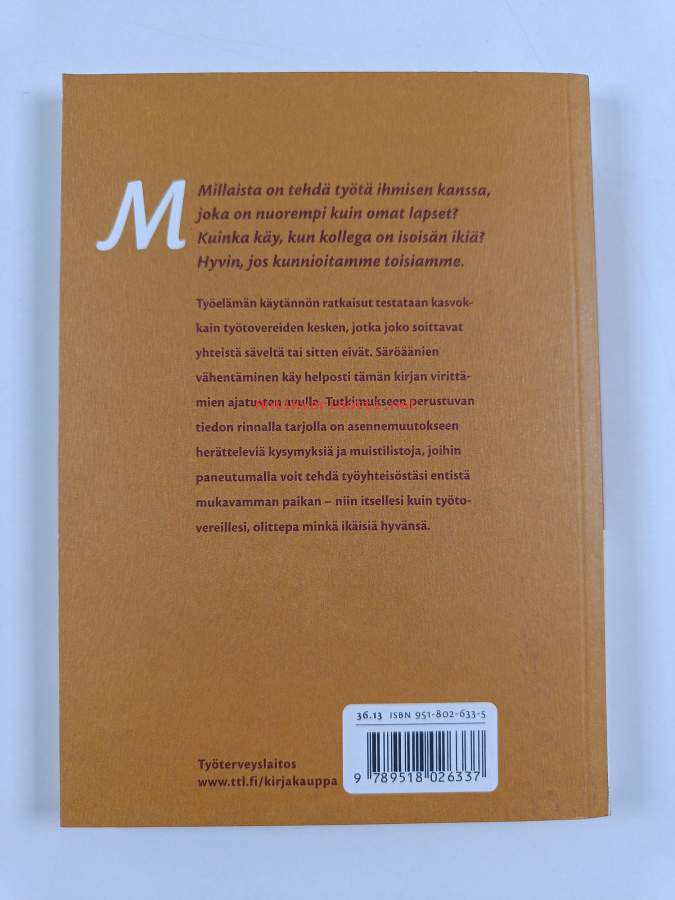 M
Millaista on tehdä työtä ihmisen kanssa,
joka on nuorempi kuin omat lapset?
Kuinka käy, kun kollega on isoisän ikiä?
Hyvin, jos kunnioitamme toisiamme.
Työelämän käytännön ratkaisut testataan kasvok-
kain työtovereiden kesken, jotka joko soittavat
yhteistä säveltä tai sitten eivät. Säröäänien
vähentäminen käy helposti tämän kirjan virittä-
mien ajatusten avulla. Tutkimukseen perustuvan
tiedon rinnalla tarjolla on asennemuutokseen
herätteleviä kysymyksiä ja muistilistoja, joihin
paneutumalla voit tehdä työyhteisöstäsi entistä
mukavamman paikan – niin itsellesi kuin työto-
vereillesi, olittepa minkä ikäisiä hyvänsä.
36.13 ISBN 951-802-633-5
9 789518 026337
Työterveyslaitos
www.ttl.fi/kirjakauppa